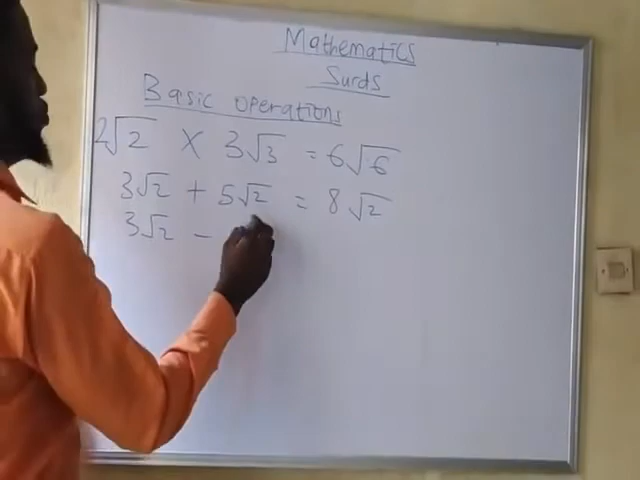 Mathematics
Surds
Basic operations
2√2 × 3√3 = 6√6
3√2 + 5√2 = 8√2
3√2 -